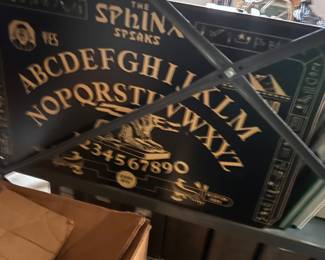 THE
SPHINX
SPEAKS
YES
ABCDEFGHIJKLM
NOPQRSTUVWXYZ
1234567890